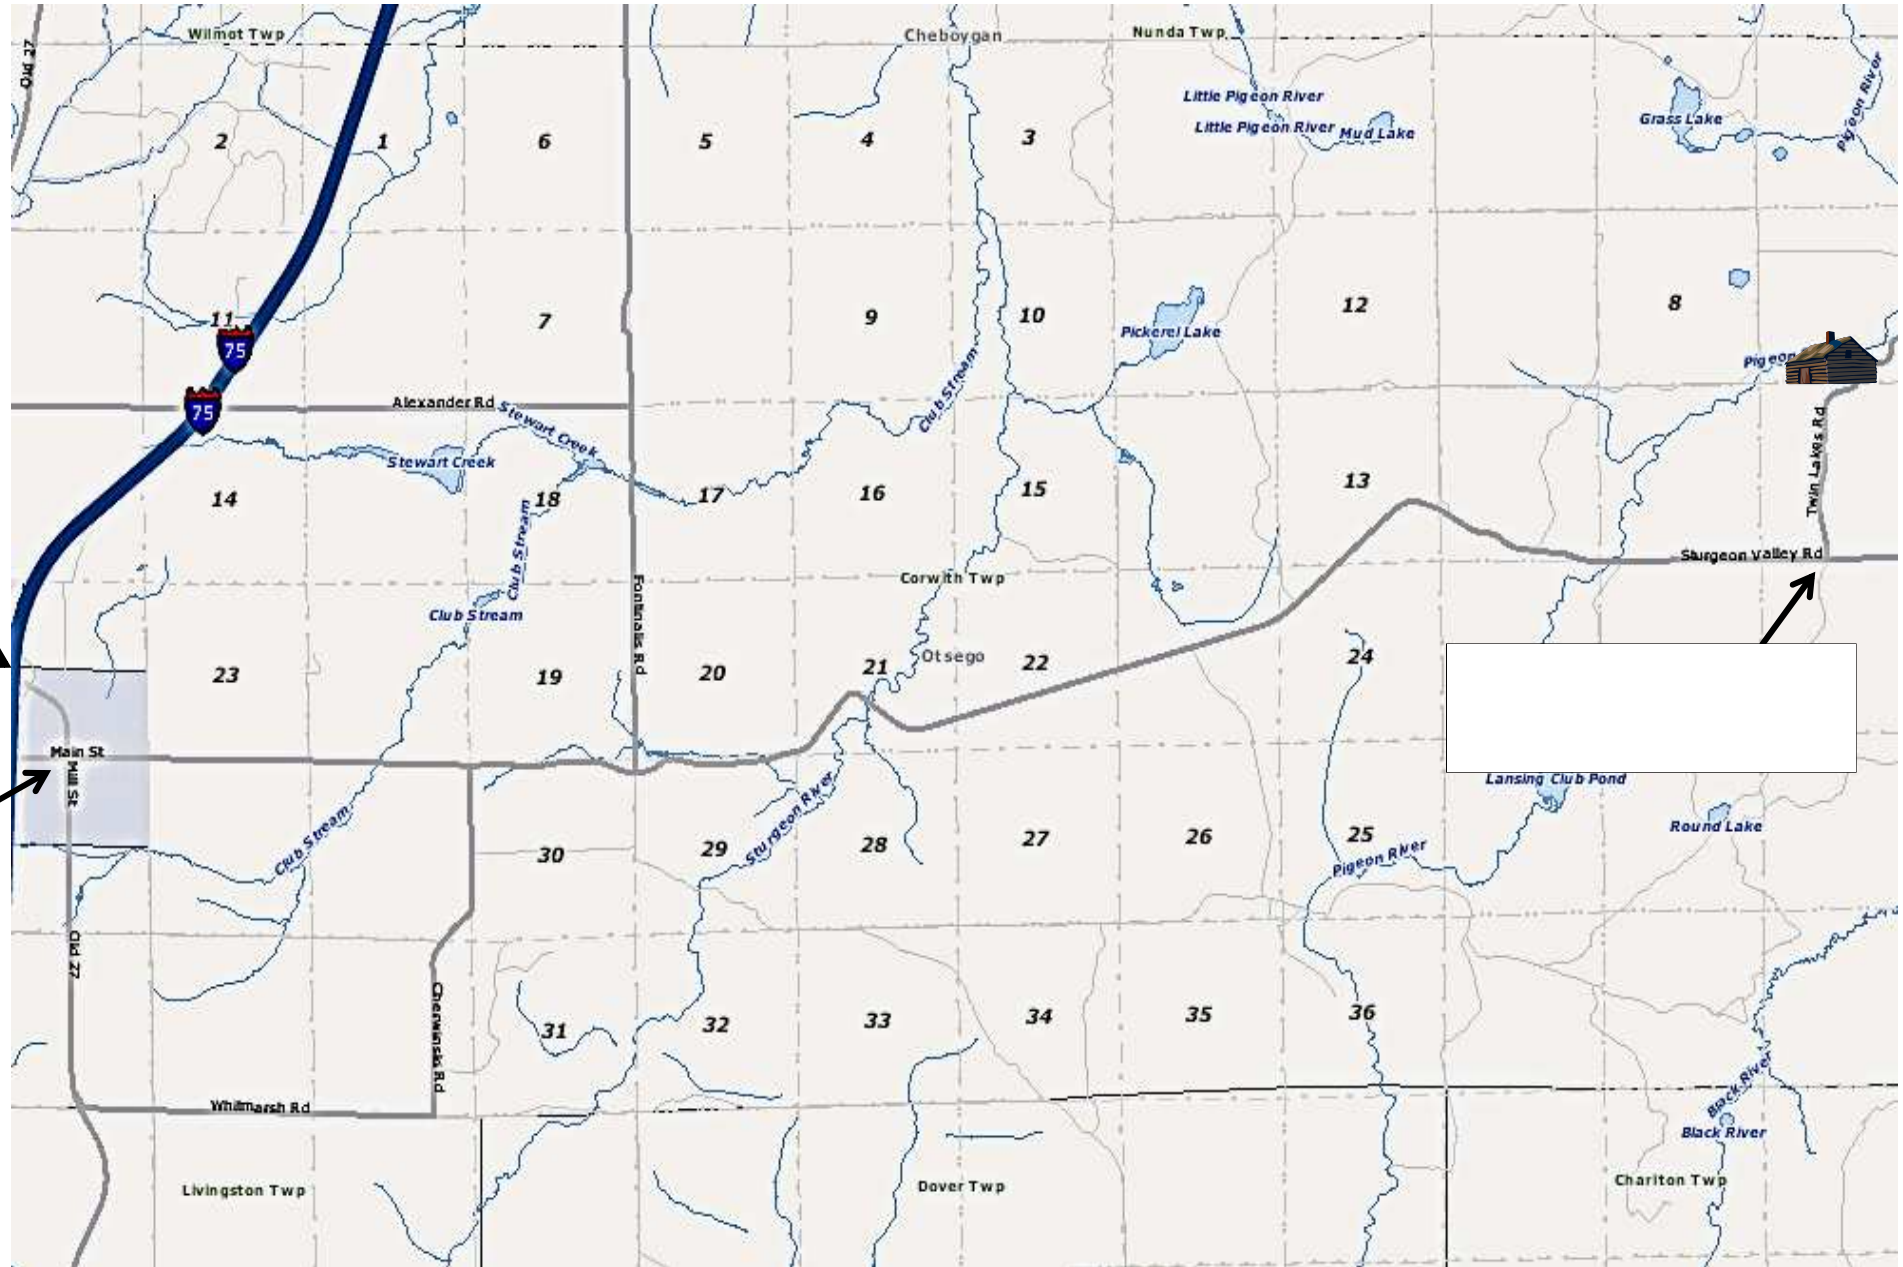 Wilmot Twp
Cheboygan
Nunda Twp
Old 27
Little Pigeon River
Little Pigeon River
Mud Lake
Grass Lake
Pigeon River
2
1
6
5
4
3
11
7
9
10
12
8
75
75
Pickerel Lake
Pigeon
Alexander Rd
Stewart Creek
Stewart Creek
Club Stream
Twin Lakes Rd
14
18
17
16
15
13
Club Stream
Sturgeon Valley Rd
Fontinalis Rd
Corwith Twp
Club Stream
Otsego
23
19
20
21
22
24
Main St
Mill St
Lansing Club Pond
Round Lake
Club Stream
Sturgeon River
Pigeon River
30
29
28
27
26
25
Old 27
Cherwinski Rd
31
32
33
34
35
36
Whitmarsh Rd
Black River
Black River
Livingston Twp
Dover Twp
Charlton Twp